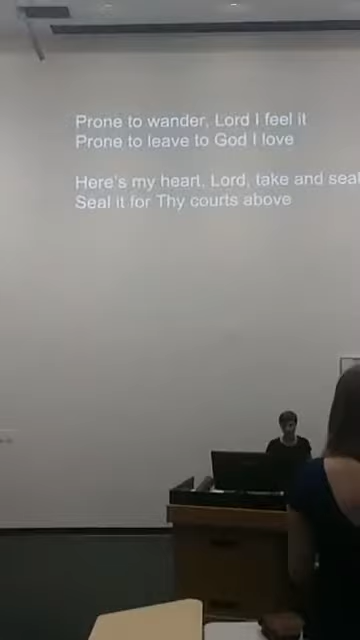 Prone to wander, Lord I feel it
Prone to leave to God I love
Here's my heart, Lord, take and seal
Seal it for Thy courts above